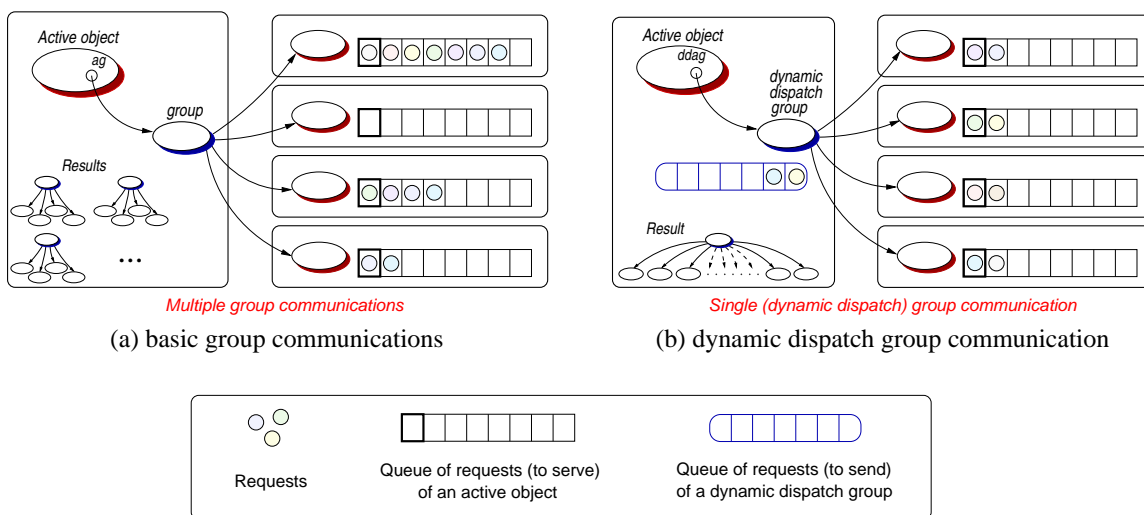 Active object
ag
group
Results
...
Multiple group communications
(a) basic group communications
Active object
ddag
dynamic
dispatch
group
Result
Single (dynamic dispatch) group communication
(b) dynamic dispatch group communication
Requests
Queue of requests (to serve)
of an active object
Queue of requests (to send)
of a dynamic dispatch group